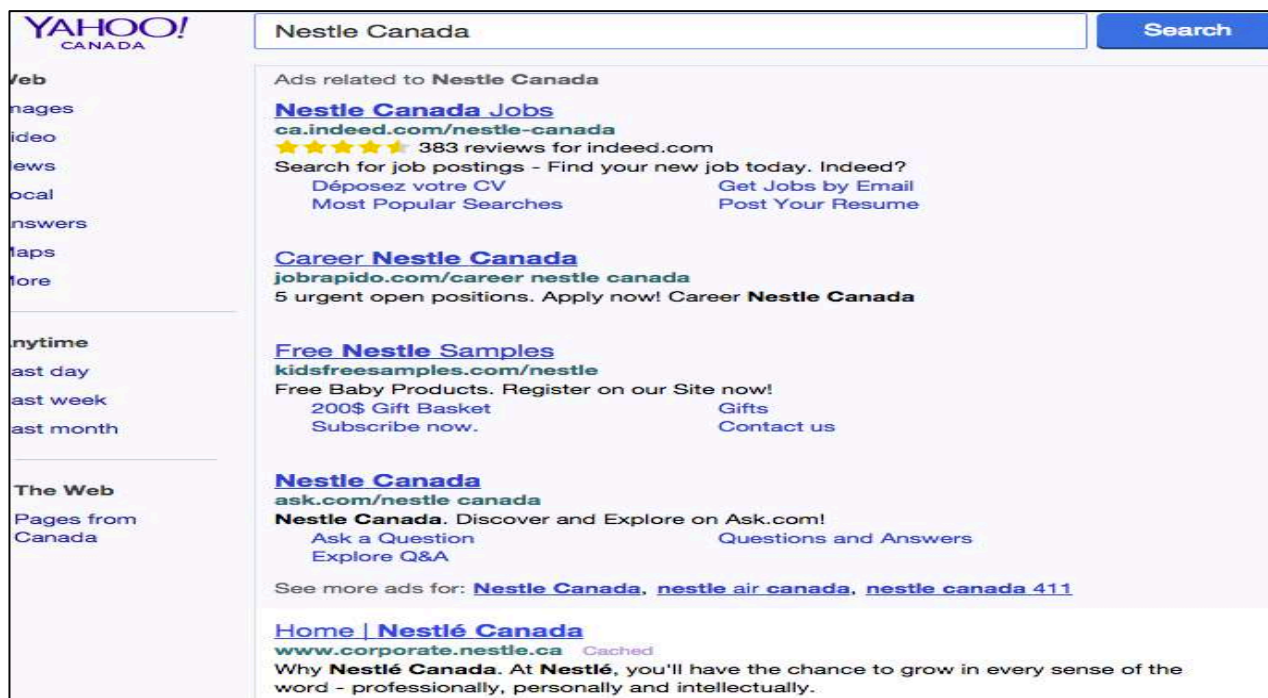 YAHOO!
CANADA
Nestle Canada
Search
eb
mages
ideo
ews
ocal
nswers
aps
ore
nytime
ast day
ast week
ast month
The Web
Pages from
Canada
Ads related to Nestle Canada
Nestle Canada Jobs
ca.indeed.com/nestle-canada
383 reviews for indeed.com
Search for job postings - Find your new job today. Indeed?
Déposez votre CV Get Jobs by Email
Most Popular Searches Post Your Resume
Career Nestle Canada
jobrapido.com/career nestle canada
5 urgent open positions. Apply now! Career Nestle Canada
Free Nestle Samples
kidsfreesamples.com/nestle
Free Baby Products. Register on our Site now!
200$ Gift Basket Gifts
Subscribe now. Contact us
Nestle Canada
ask.com/nestle canada
Nestle Canada. Discover and Explore on Ask.com!
Ask a Question Questions and Answers
Explore Q&A
See more ads for: Nestle Canada, nestle air canada, nestle canada 411
Home | Nestlé Canada
www.corporate.nestle.ca Cached
Why Nestlé Canada. At Nestlé, you'll have the chance to grow in every sense of the
word - professionally, personally and intellectually.